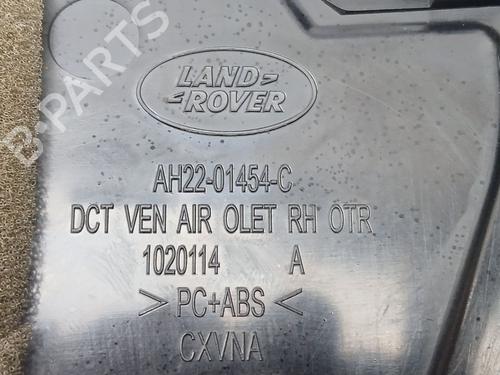 B-PARTS
LAND
ROVER
AH22-01454-C
DCT VEN AIR OLET RH OTR
1020114 A
> PC+ABS <
CXVNA